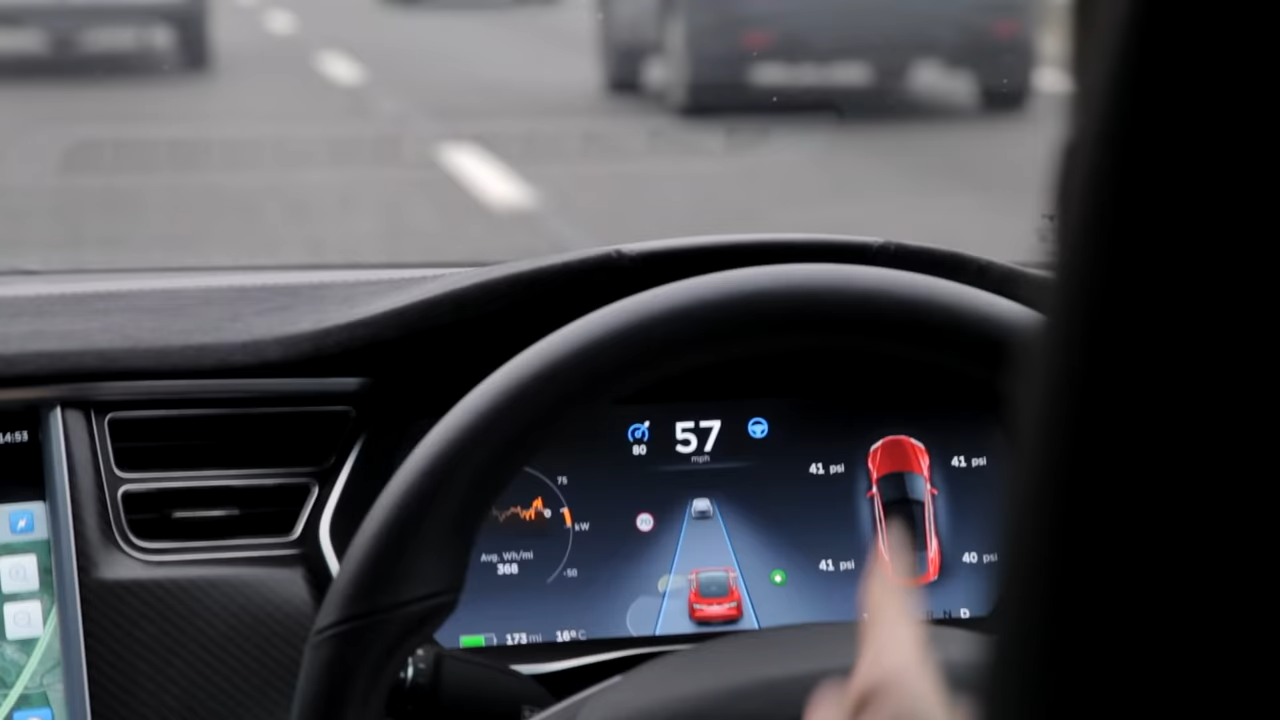 14:53
80
57
mph
75
kW
-50
Avg. Wh/mi
368
70
173 mi
16°C
41 psi
41 psi
41 psi
40 psi
N D